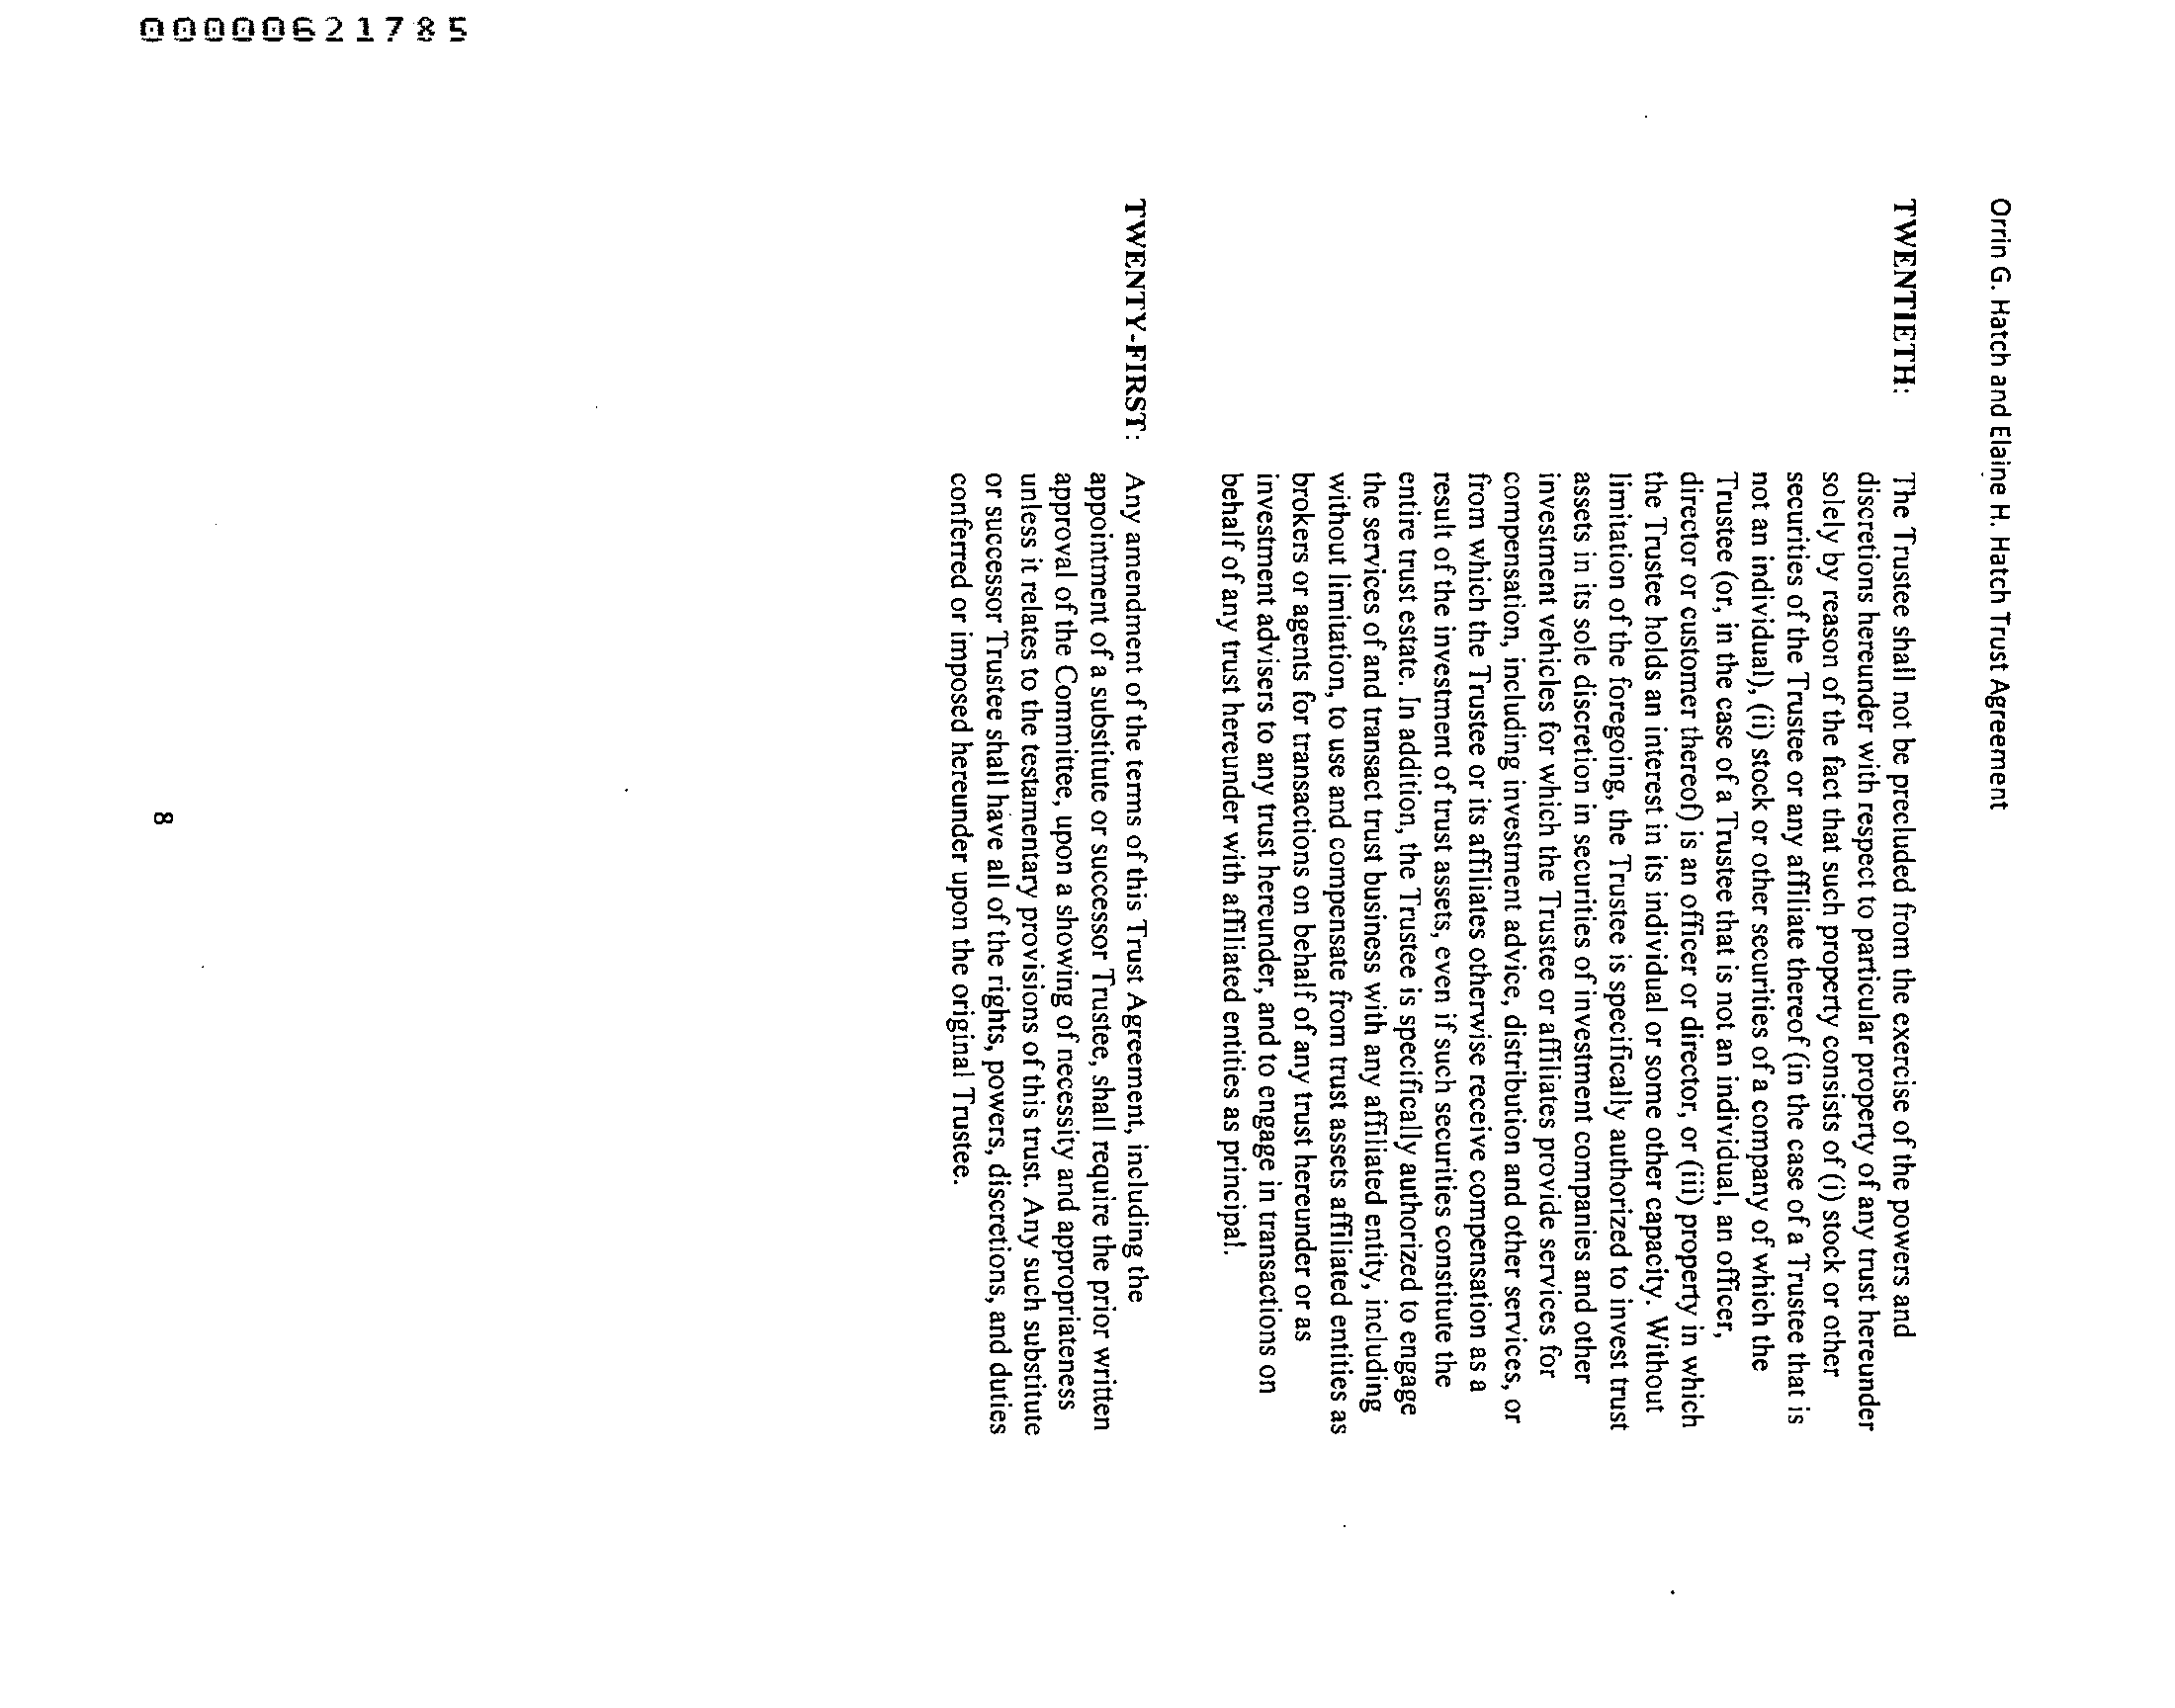 00000621785
Orrin G. Hatch and Elaine H. Hatch Trust Agreement
TWENTIETH: The Trustee shall not be precluded from the exercise of the powers and
discretions hereunder with respect to particular property of any trust hereunder
solely by reason of the fact that such property consists of (i) stock or other
securities of the Trustee or any affiliate thereof (in the case of a Trustee that is
not an individual), (ii) stock or other securities of a company of which the
Trustee (or, in the case of a Trustee that is not an individual, an officer,
director or customer thereof) is an officer or director, or (iii) property in which
the Trustee holds an interest in its individual or some other capacity. Without
limitation of the foregoing, the Trustee is specifically authorized to invest trust
assets in its sole discretion in securities of investment companies and other
investment vehicles for which the Trustee or affiliates provide services for
compensation, including investment advice, distribution and other services, or
from which the Trustee or its affiliates otherwise receive compensation as a
result of the investment of trust assets, even if such securities constitute the
entire trust estate. In addition, the Trustee is specifically authorized to engage
the services of and transact trust business with any affiliated entity, including
without limitation, to use and compensate from trust assets affiliated entities as
brokers or agents for transactions on behalf of any trust hereunder or as
investment advisers to any trust hereunder, and to engage in transactions on
behalf of any trust hereunder with affiliated entities as principal.
TWENTY-FIRST: Any amendment of the terms of this Trust Agreement, including the
appointment of a substitute or successor Trustee, shall require the prior written
approval of the Committee, upon a showing of necessity and appropriateness
unless it relates to the testamentary provisions of this trust. Any such substitute
or successor Trustee shall have all of the rights, powers, discretions, and duties
conferred or imposed hereunder upon the original Trustee.
8